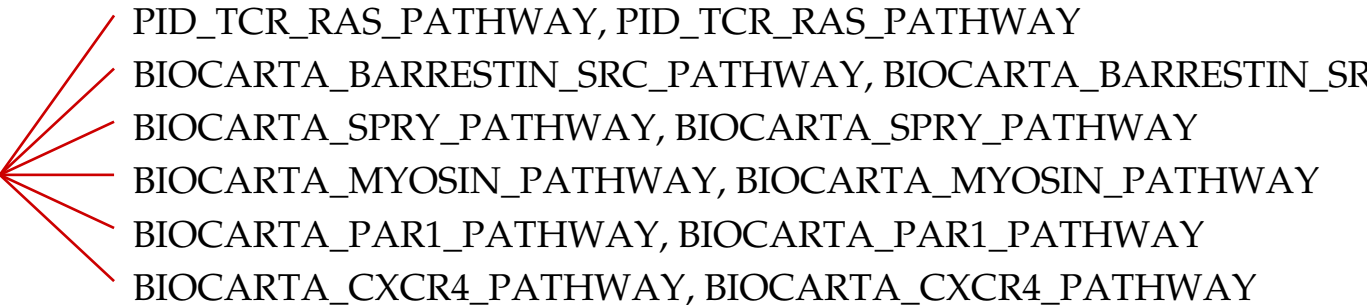 PID_TCR_RAS_PATHWAY, PID_TCR_RAS_PATHWAY
BIOCARTA_BARRESTIN_SRC_PATHWAY, BIOCARTA_BARRESTIN_SR
BIOCARTA_SPRY_PATHWAY, BIOCARTA_SPRY_PATHWAY
BIOCARTA_MYOSIN_PATHWAY, BIOCARTA_MYOSIN_PATHWAY
BIOCARTA_PAR1_PATHWAY, BIOCARTA_PAR1_PATHWAY
BIOCARTA_CXCR4_PATHWAY, BIOCARTA_CXCR4_PATHWAY